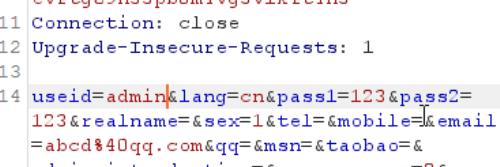 11 Connection: close
12 Upgrade-Insecure-Requests: 1
13
14 useid=admin&lang=cn&pass1=123&pass2=
123&realname=&sex=1&tel=&mobile=&email
=abcd%40qq.com&qq=&msn=&taobao=&